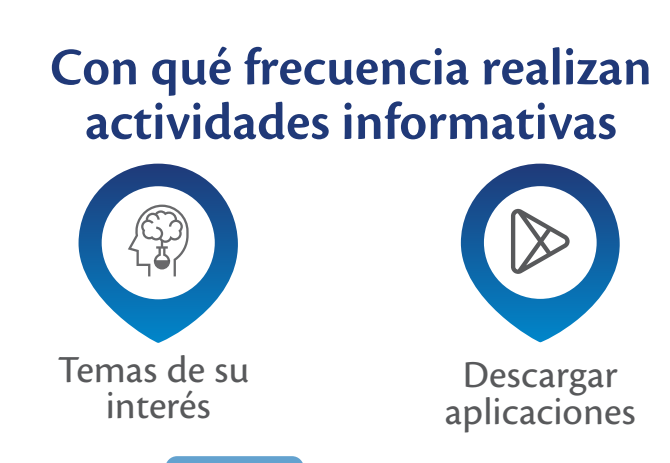 Con qué frecuencia realizan
actividades informativas
Temas de su
interés
Descargar
aplicaciones